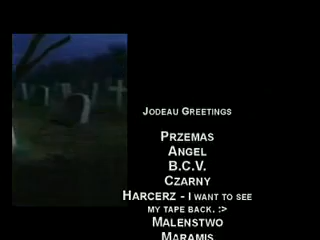 Jodeau Greetings
Przemas
Angel
B.C.V.
Czarny
Harcerz - I want to see
my tape back. :>
Malenstwo
Maramis